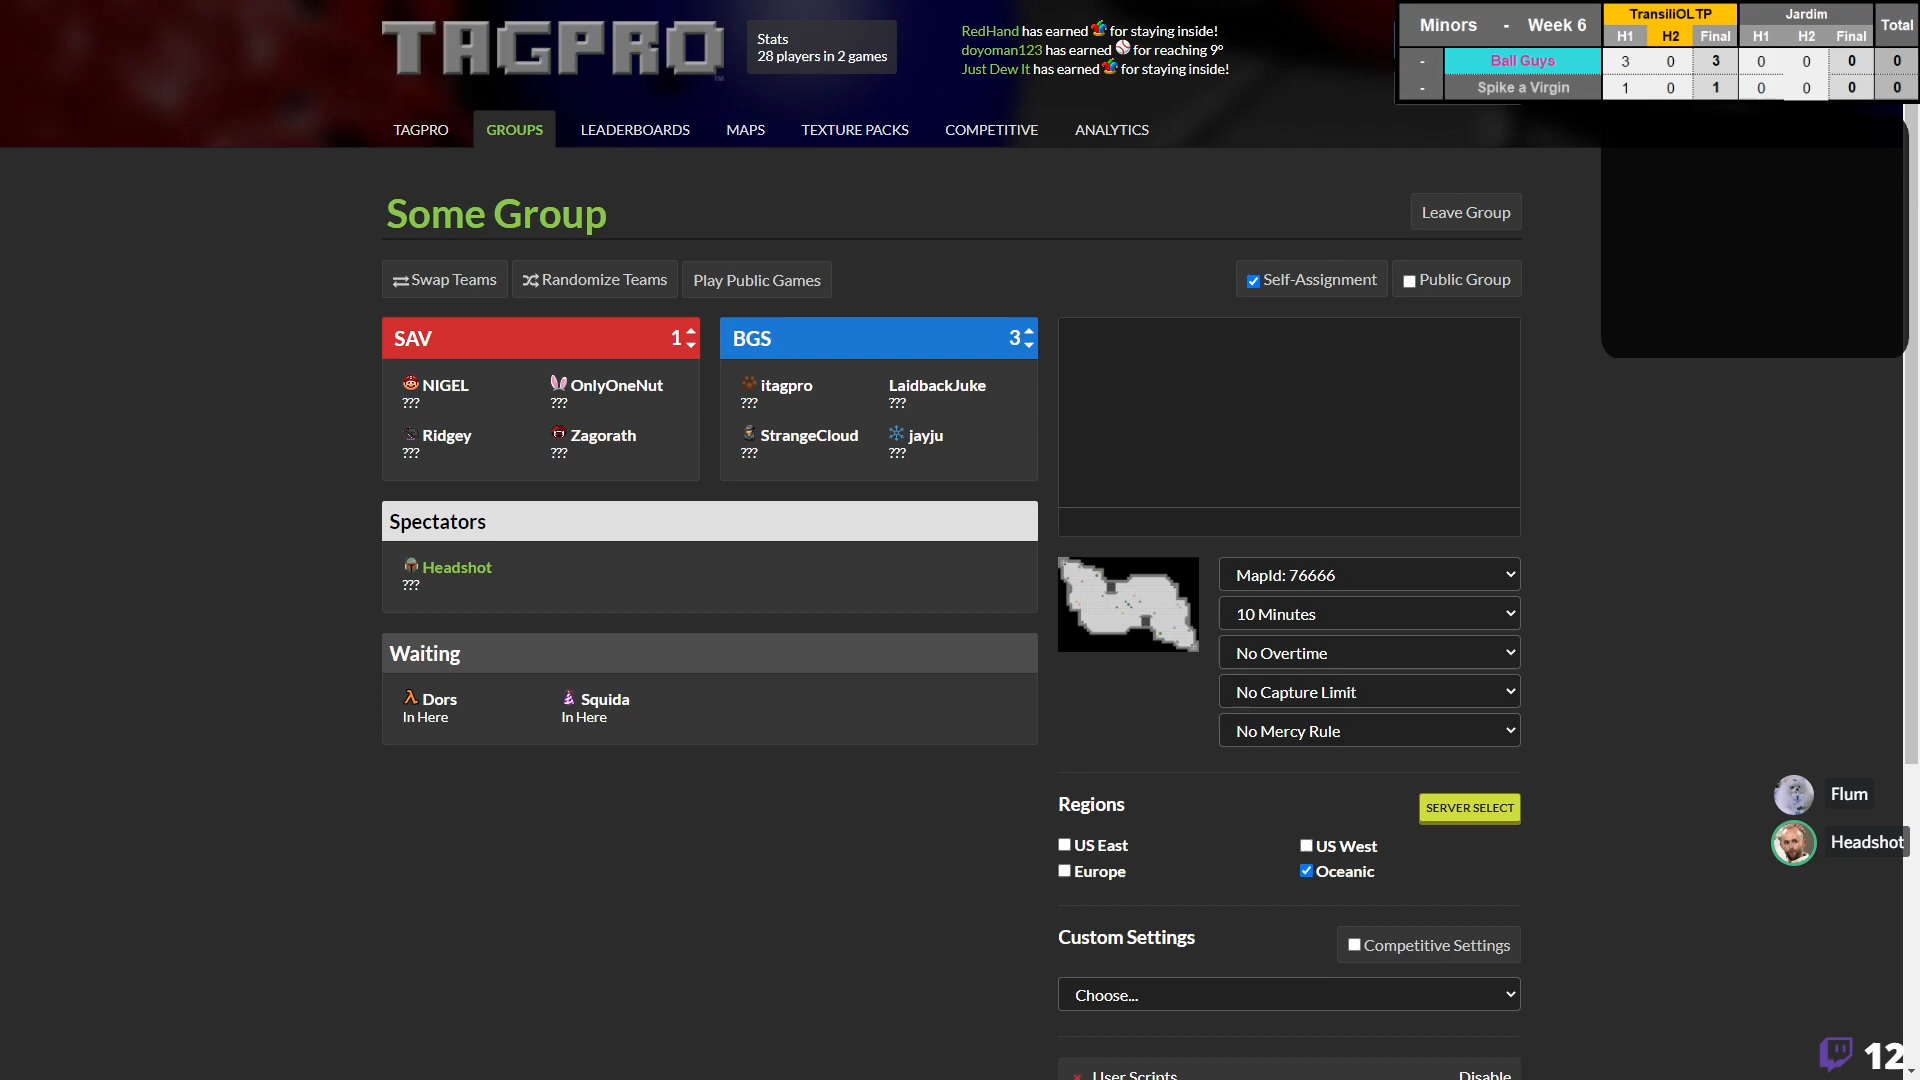 TAGPRO
Stats
28 players in 2 games
RedHand has earned for staying inside!
doyoman123 has earned for reaching 9°
Just Dew It has earned for staying inside!
Minors - Week 6
TransiliOLTP Jardim Total
H1 H2 Final H1 H2 Final
- Ball Guys 3 0 3 0 0 0 0
- Spike a Virgin 1 0 1 0 0 0 0
TAGPRO GROUPS LEADERBOARDS MAPS TEXTURE PACKS COMPETITIVE ANALYTICS
Some Group
Leave Group
Swap Teams Randomize Teams Play Public Games Self-Assignment Public Group
SAV 1 BGS 3
NIGEL OnlyOneNut itagpro LaidbackJuke
??? ??? ??? ???
Ridgey Zagorath StrangeCloud jayju
??? ??? ??? ???
Spectators
Headshot
???
Waiting
Dors Squida
In Here In Here
MapId: 76666
10 Minutes
No Overtime
No Capture Limit
No Mercy Rule
Regions SERVER SELECT
US East US West
Europe Oceanic
Custom Settings Competitive Settings
Choose...
User Scripts Disable
Flum
Headshot
12